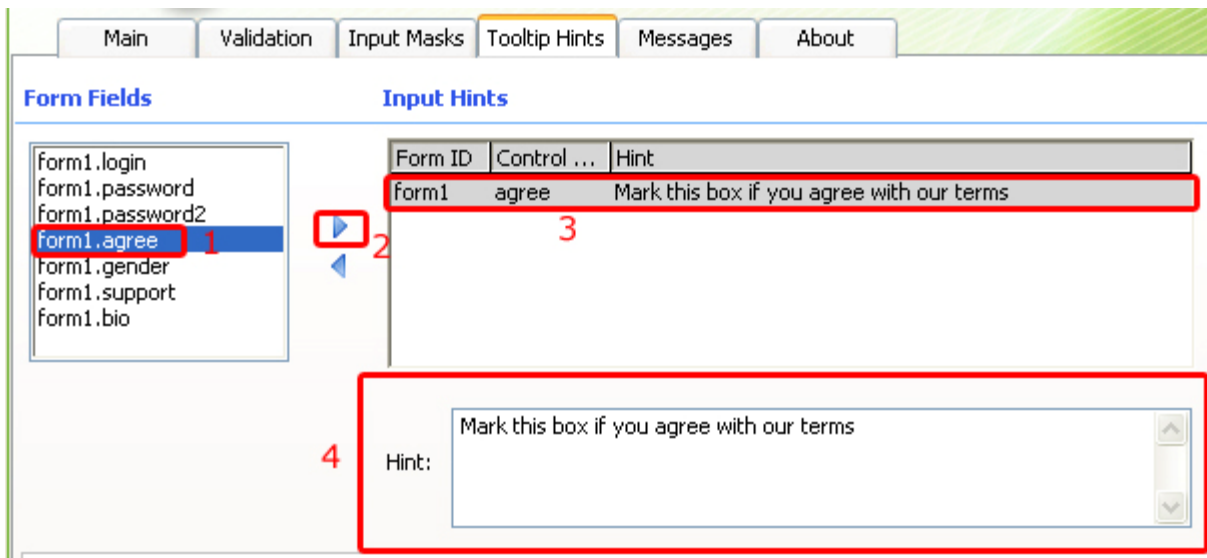 Main Validation Input Masks Tooltip Hints Messages About
Form Fields Input Hints
form1.login
form1.password
form1.password2
form1.agree 1
form1.gender
form1.support
form1.bio
2
Form ID Control ... Hint
form1 agree Mark this box if you agree with our terms
3
4
Hint:
Mark this box if you agree with our terms